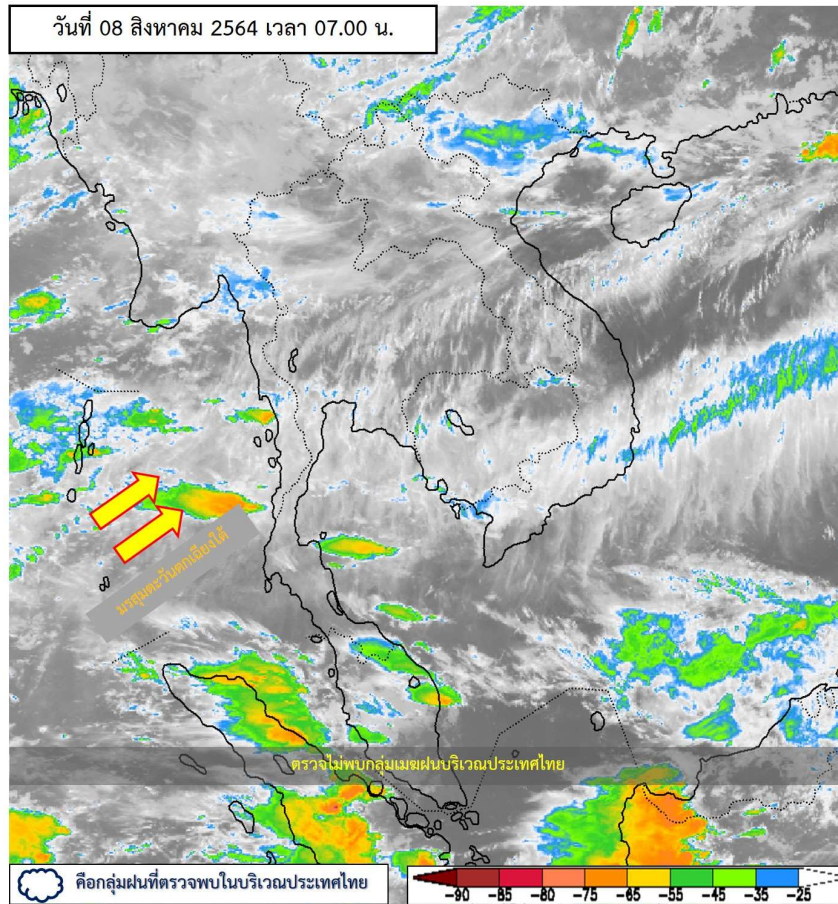 วันที่ 08 สิงหาคม 2564 เวลา 07.00 น.
มรสุมตะวันตกเฉียงใต้
ตรวจไม่พบกลุ่มเมฆฝนบริเวณประเทศไทย
คือกลุ่มฝนที่ตรวจพบในบริเวณประเทศไทย
-90 -85 -80 -75 -65 -55 -45 -35 -25